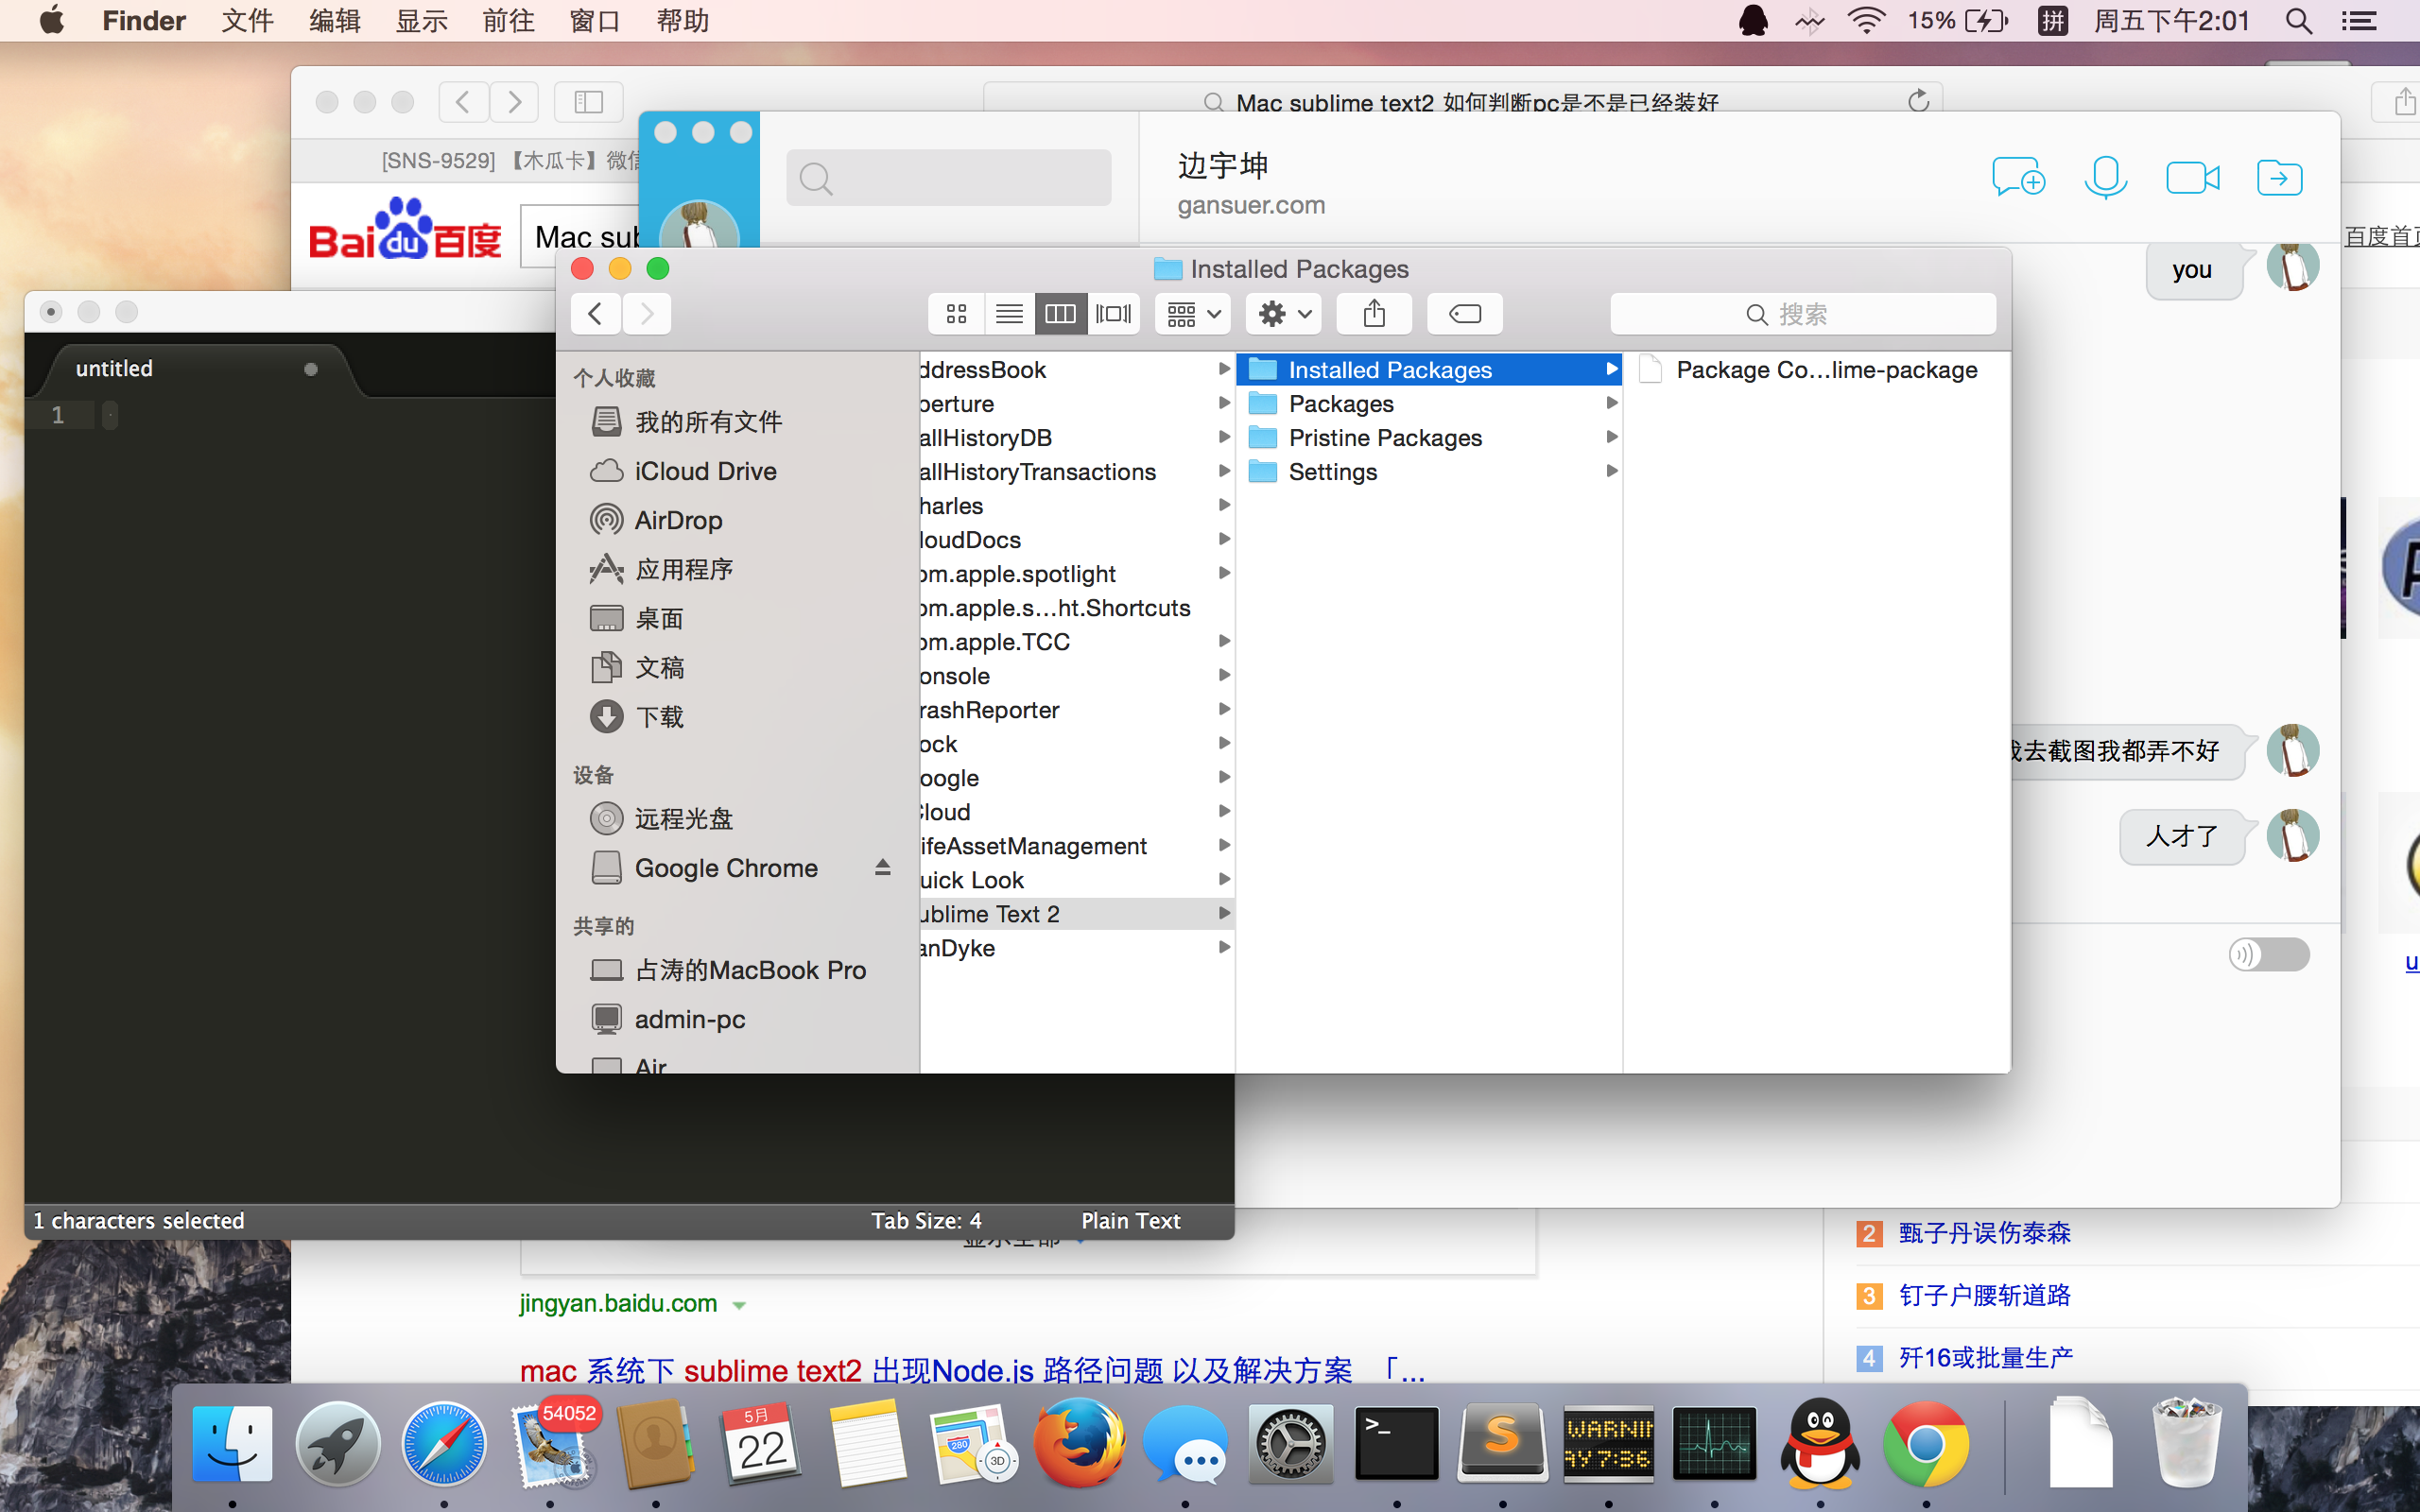 Finder 文件 编辑 显示 前往 窗口 帮助 15% 拼 周五下午2:01
Mac sublime text2 如何判断pc是不是已经装好
[SNS-9529] 【木瓜卡】微信
Bai du 百度 Mac sub
百度首页
边宇坤
gansuer.com
you
我去截图我都弄不好
人才了
Installed Packages
搜索
个人收藏
我的所有文件
iCloud Drive
AirDrop
应用程序
桌面
文稿
下载
设备
远程光盘
Google Chrome
共享的
占涛的MacBook Pro
admin-pc
Air
ddressBook
perture
allHistoryDB
allHistoryTransactions
harles
loudDocs
om.apple.spotlight
om.apple.s...ht.Shortcuts
om.apple.TCC
onsole
rashReporter
ock
oogle
Cloud
ifeAssetManagement
uick Look
ublime Text 2
anDyke
Installed Packages
Packages
Pristine Packages
Settings
Package Co...lime-package
untitled
1
1 characters selected Tab Size: 4 Plain Text
显示全部
jingyan.baidu.com
mac 系统下 sublime text2 出现Node.js 路径问题 以及解决方案 「...
2 甄子丹误伤泰森
3 钉子户腰斩道路
4 歼16或批量生产
54052
5月
22
280
3D
>_
S
WARNIN
AY 7:36